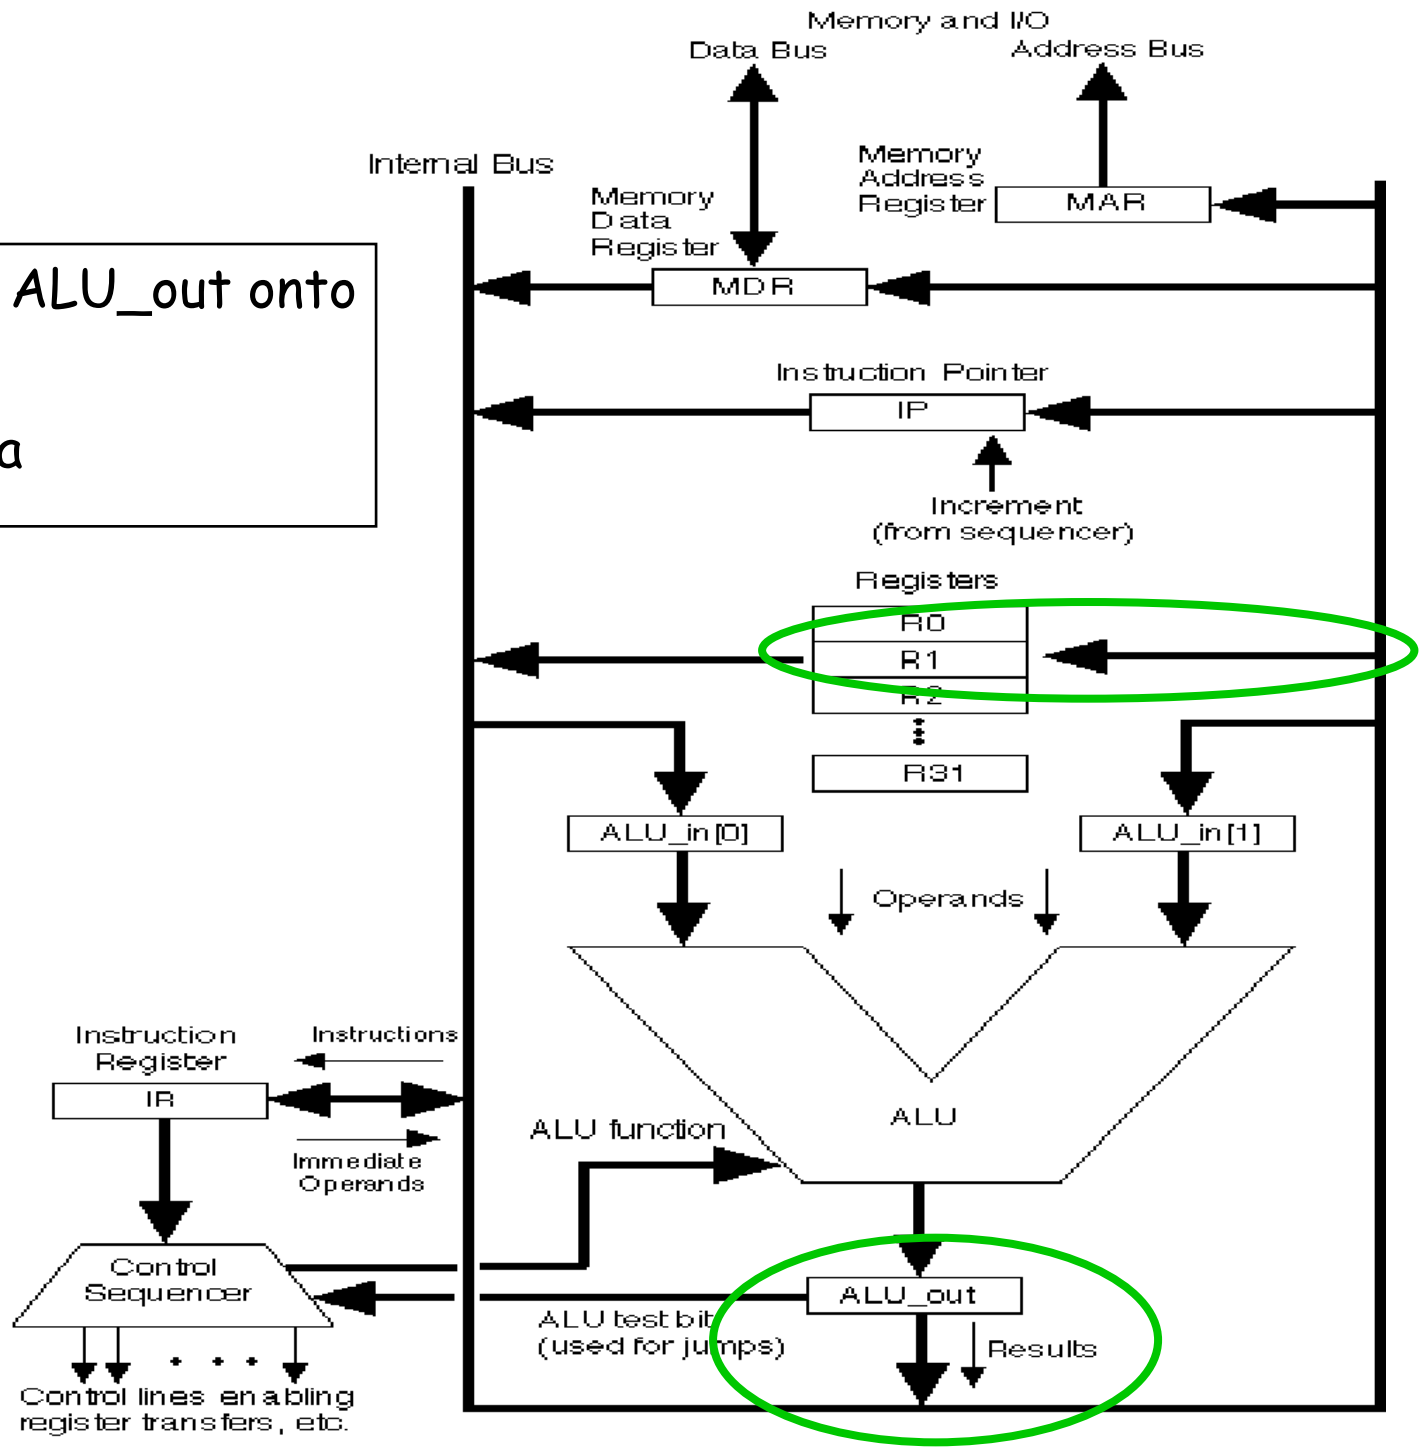 Memory and I/O
Data Bus
Address Bus
Internal Bus
Memory
Data
Register
Memory
Address
Register
MAR
ALU_out onto
a
MDR
Instruction Pointer
IP
Increment
(from sequencer)
Registers
R0
R1
R2
R31
ALU_in[0]
ALU_in[1]
Operands
Instruction
Register
Instructions
IR
Immediate
Operands
ALU function
ALU
Control
Sequencer
ALU_out
ALU test bit
(used for jumps)
Results
Control lines enabling
register transfers, etc.